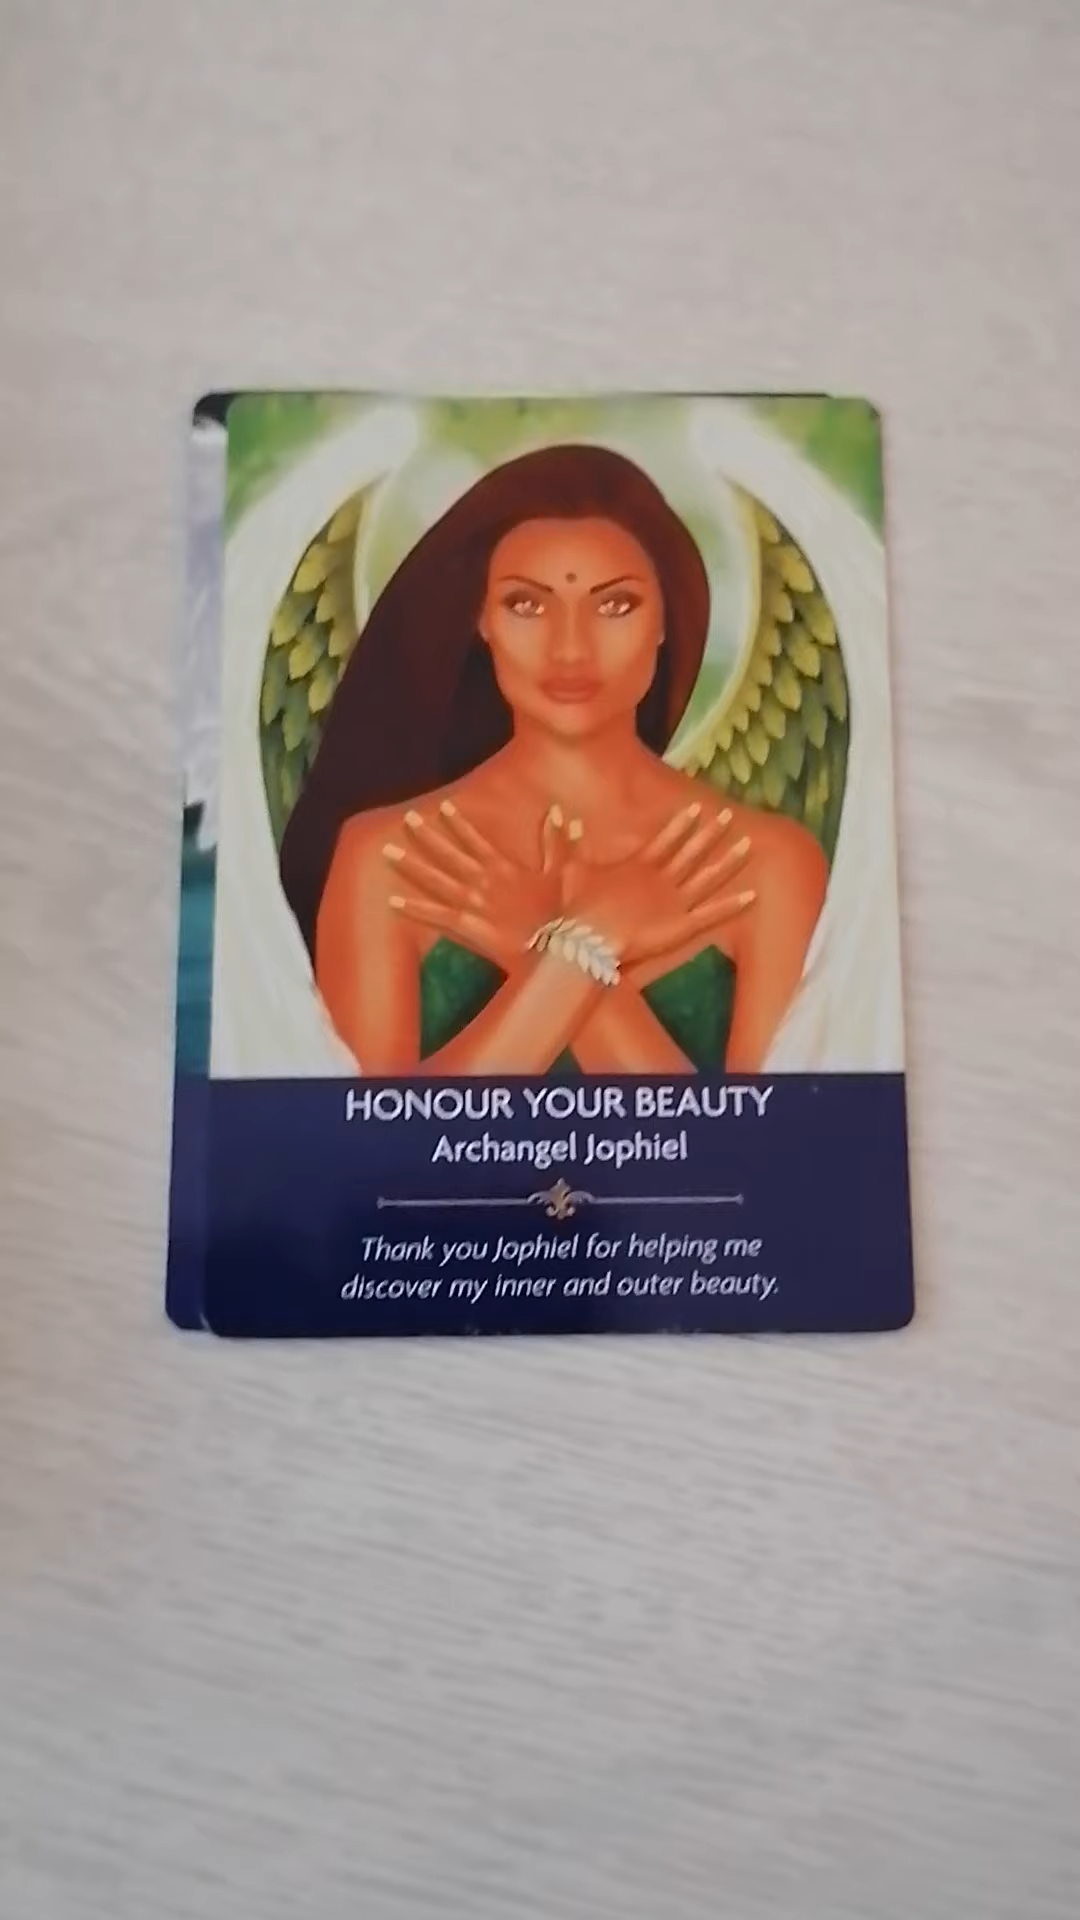 HONOUR YOUR BEAUTY
Archangel Jophiel
Thank you Jophiel for helping me
discover my inner and outer beauty.